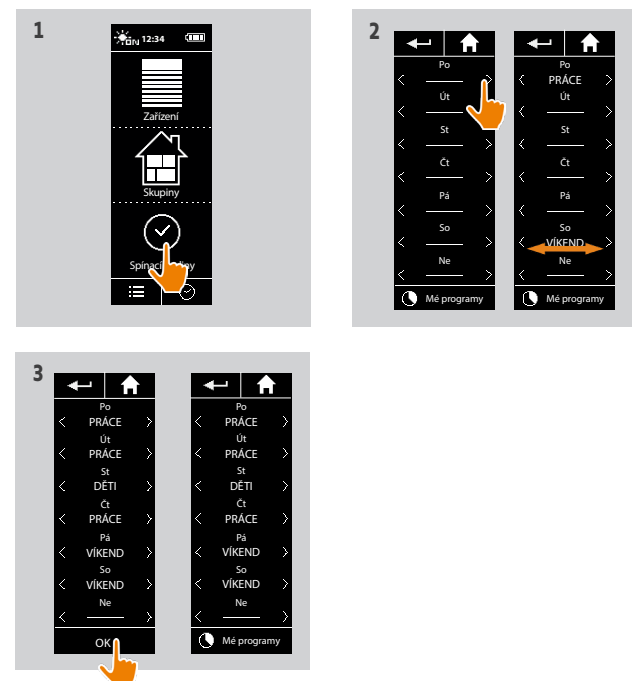 1
ON 12:34
Zařízení
Skupiny
2
Po
Út
St
Čt
Pá
So
Ne
Mé programy
Po
PRÁCE
Út
St
Čt
Pá
So
VÍKEND
Ne
Mé programy
3
Po
PRÁCE
Út
PRÁCE
St
DĚTI
Čt
PRÁCE
Pá
VÍKEND
So
VÍKEND
Ne
OK
Po
PRÁCE
Út
PRÁCE
St
DĚTI
Čt
PRÁCE
Pá
VÍKEND
So
VÍKEND
Ne
Mé programy